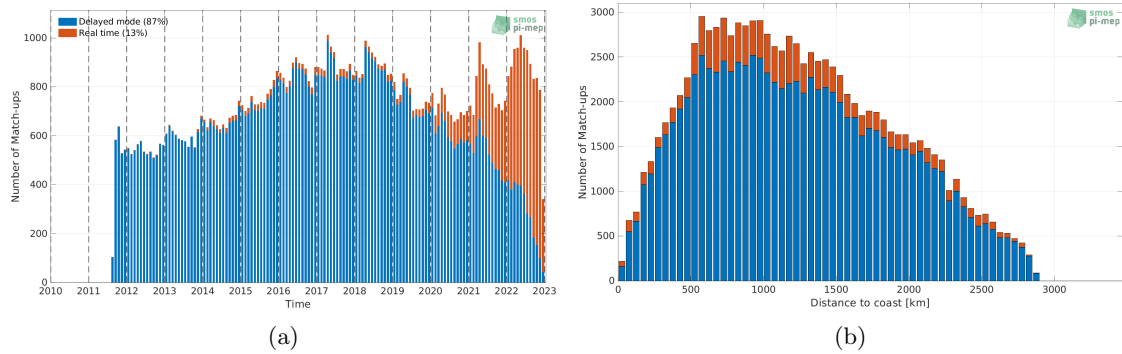 Delayed mode (87%)
Real time (13%)
smos
pi-mep
Number of Match-ups
1000
800
600
400
200
0
2010 2011 2012 2013 2014 2015 2016 2017 2018 2019 2020 2021 2022 2023
Time
(a)
smos
pi-mep
Number of Match-ups
3000
2500
2000
1500
1000
500
0
0 500 1000 1500 2000 2500 3000
Distance to coast [km]
(b)